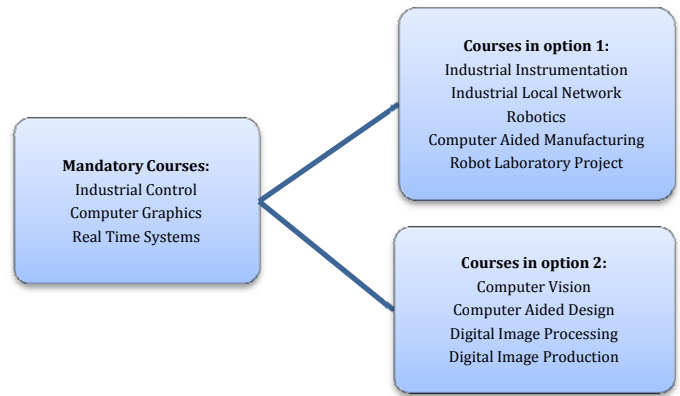 Mandatory Courses:
Industrial Control
Computer Graphics
Real Time Systems
Courses in option 1:
Industrial Instrumentation
Industrial Local Network
Robotics
Computer Aided Manufacturing
Robot Laboratory Project
Courses in option 2:
Computer Vision
Computer Aided Design
Digital Image Processing
Digital Image Production